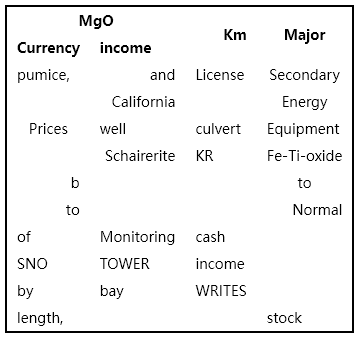 MgO Km Major
Currency income
pumice, and License Secondary
California Energy
Prices well culvert Equipment
Schairerite KR Fe-Ti-oxide
b to
to Normal
of Monitoring cash
SNO TOWER income
by bay WRITES
length, stock